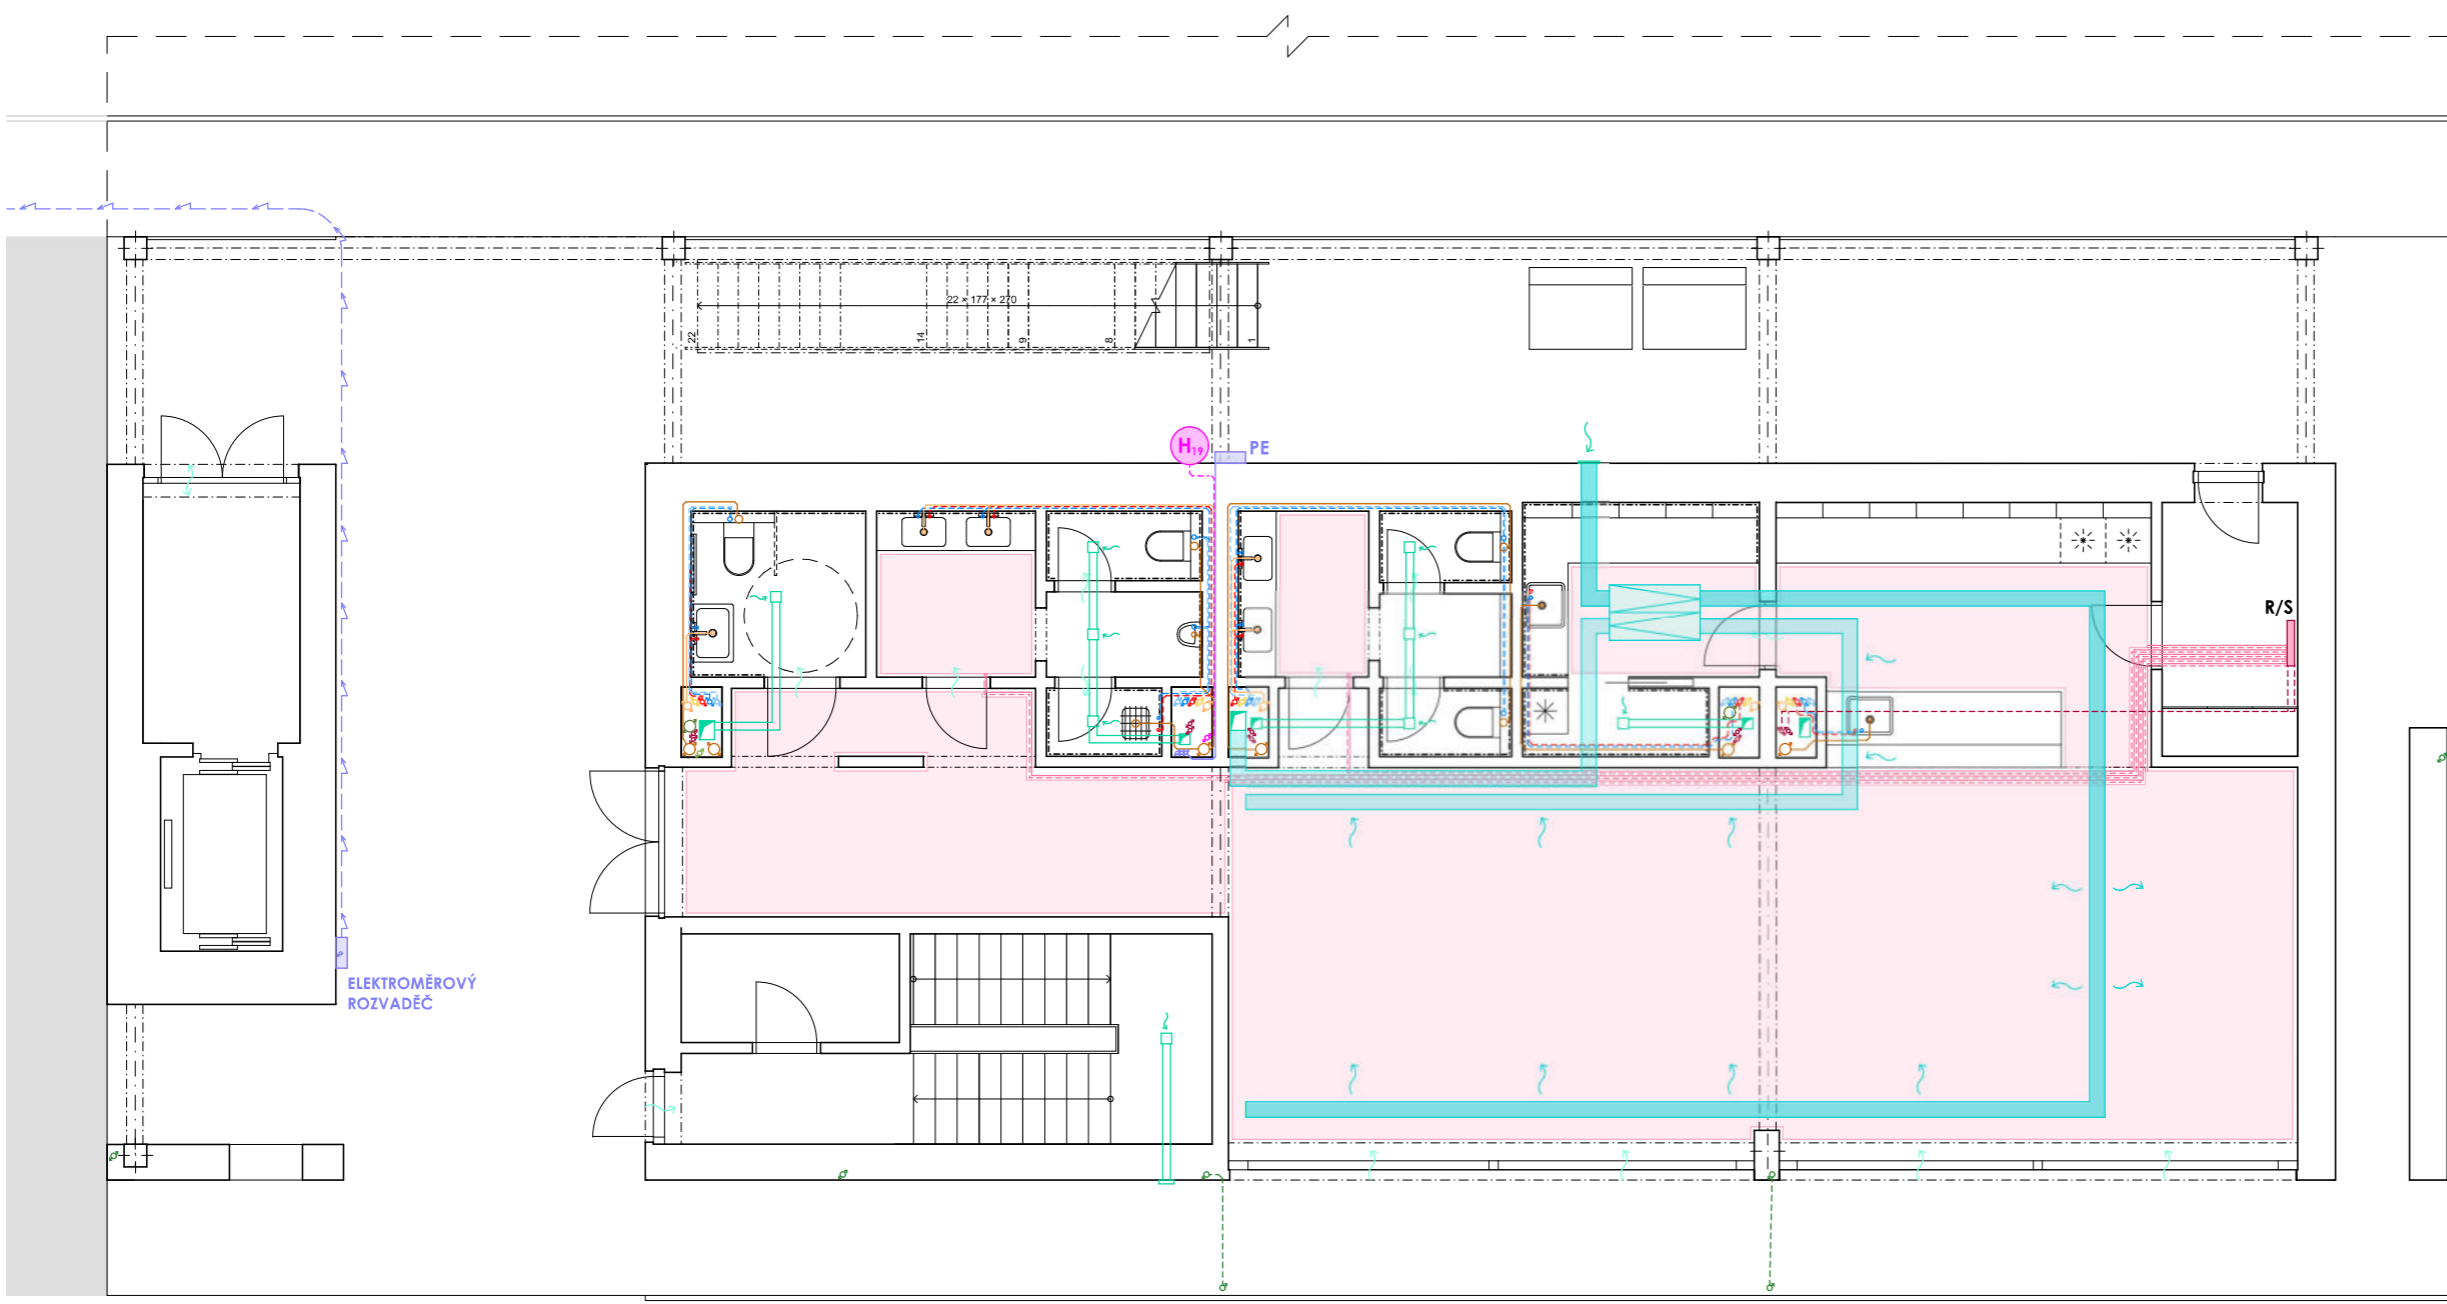 22 × 177 × 270
22
14
9
8
1
H19
PE
R/S
ELEKTROMĚROVÝ
ROZVADĚČ